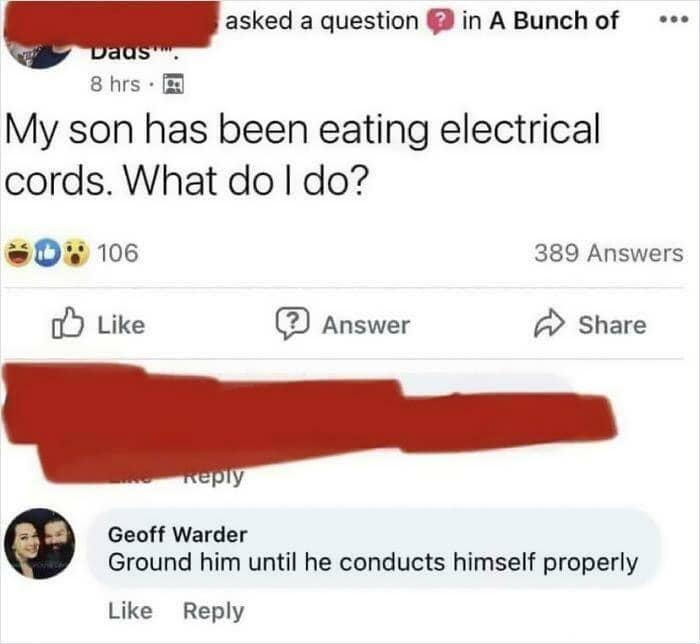 asked a question in A Bunch of
Dads™.
8 hrs ·
My son has been eating electrical
cords. What do I do?
106 389 Answers
Like Answer Share
Reply
Geoff Warder
Ground him until he conducts himself properly
Like Reply